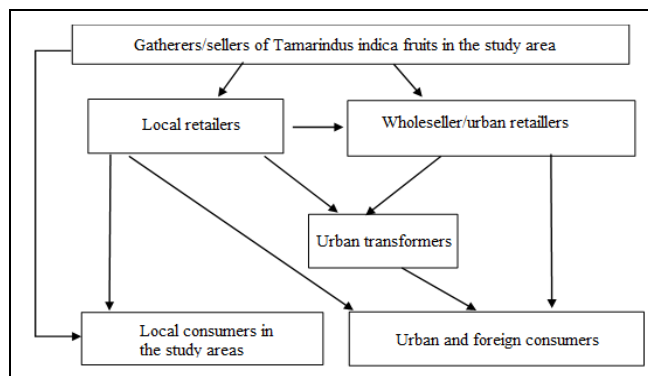 Gatherers/sellers of Tamarindus indica fruits in the study area
Local retailers
Wholeseller/urban retaillers
Urban transformers
Local consumers in
the study areas
Urban and foreign consumers